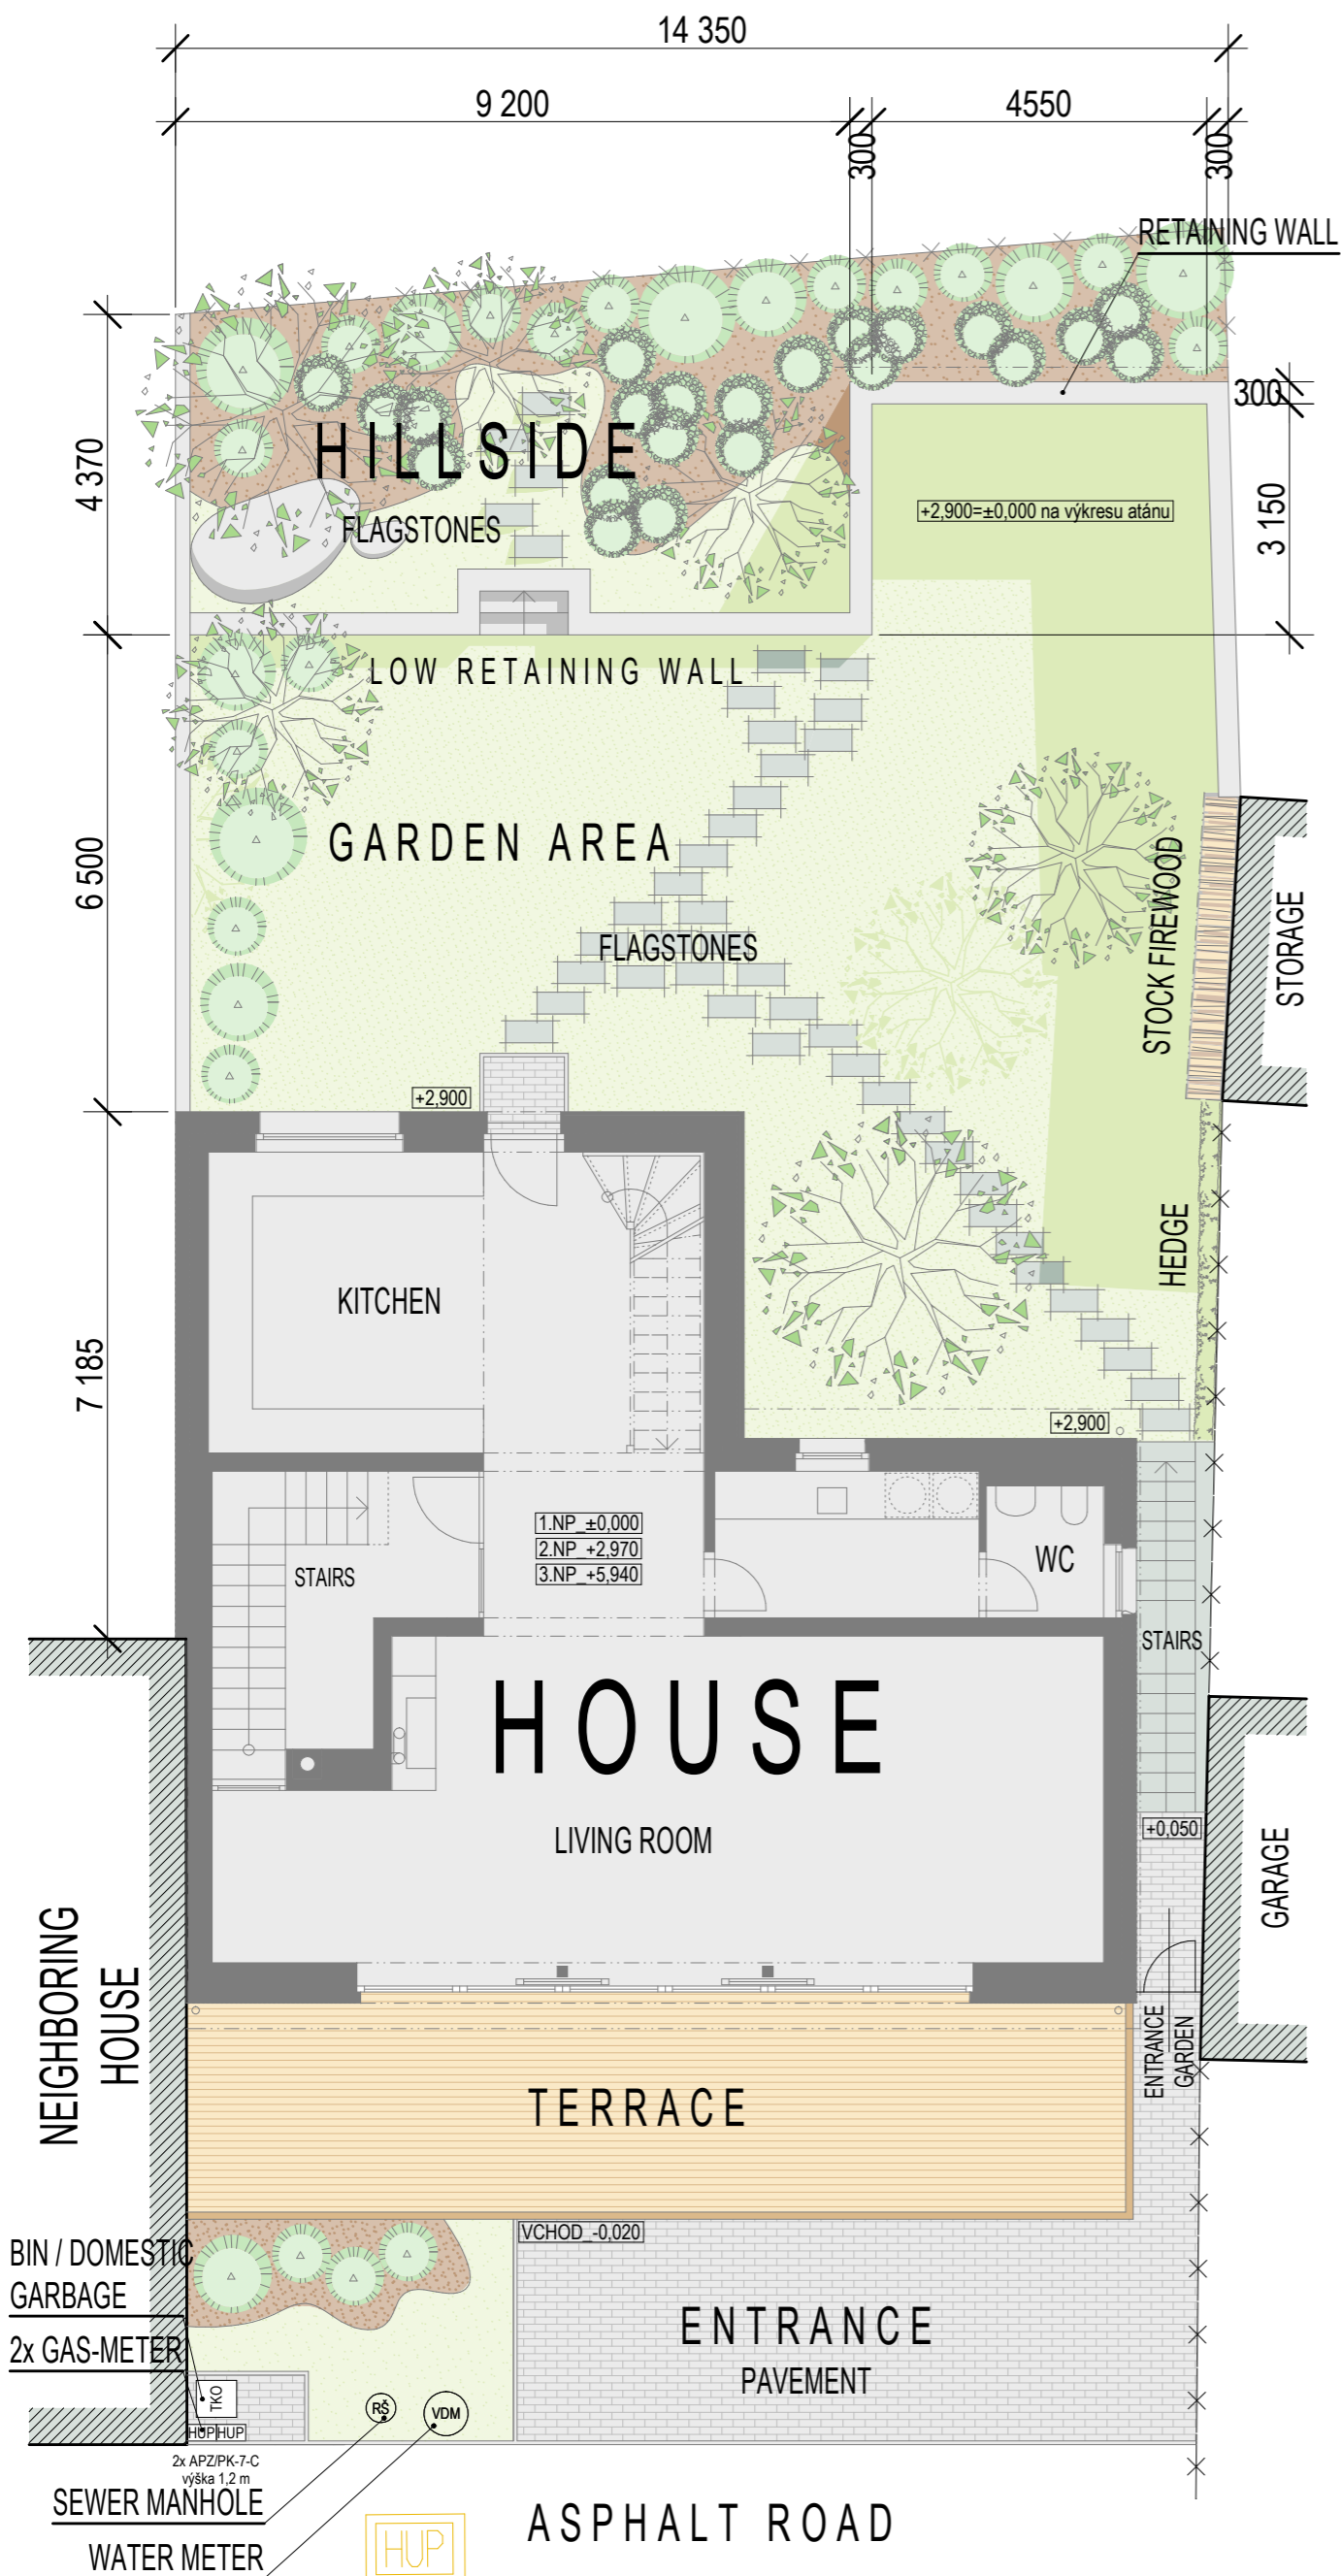 14 350
9 200
300
4550
300
RETAINING WALL
300
4 370
HILLSIDE
FLAGSTONES
+2,900=±0,000 na výkresu atánu
3 150
LOW RETAINING WALL
6 500
GARDEN AREA
FLAGSTONES
STOCK FIREWOOD
STORAGE
+2,900
KITCHEN
HEDGE
7 185
+2,900
1.NP_±0,000
2.NP_+2,970
3.NP_+5,940
STAIRS
WC
STAIRS
HOUSE
LIVING ROOM
+0,050
GARAGE
NEIGHBORING
HOUSE
ENTRANCE
GARDEN
TERRACE
VCHOD_-0,020
BIN / DOMESTIC
GARBAGE
2x GAS-METER
ENTRANCE
PAVEMENT
TKO
RŠ
VDM
HUP
HUP
2x APZ/PK-7-C
výška 1,2 m
SEWER MANHOLE
WATER METER
HUP
ASPHALT ROAD